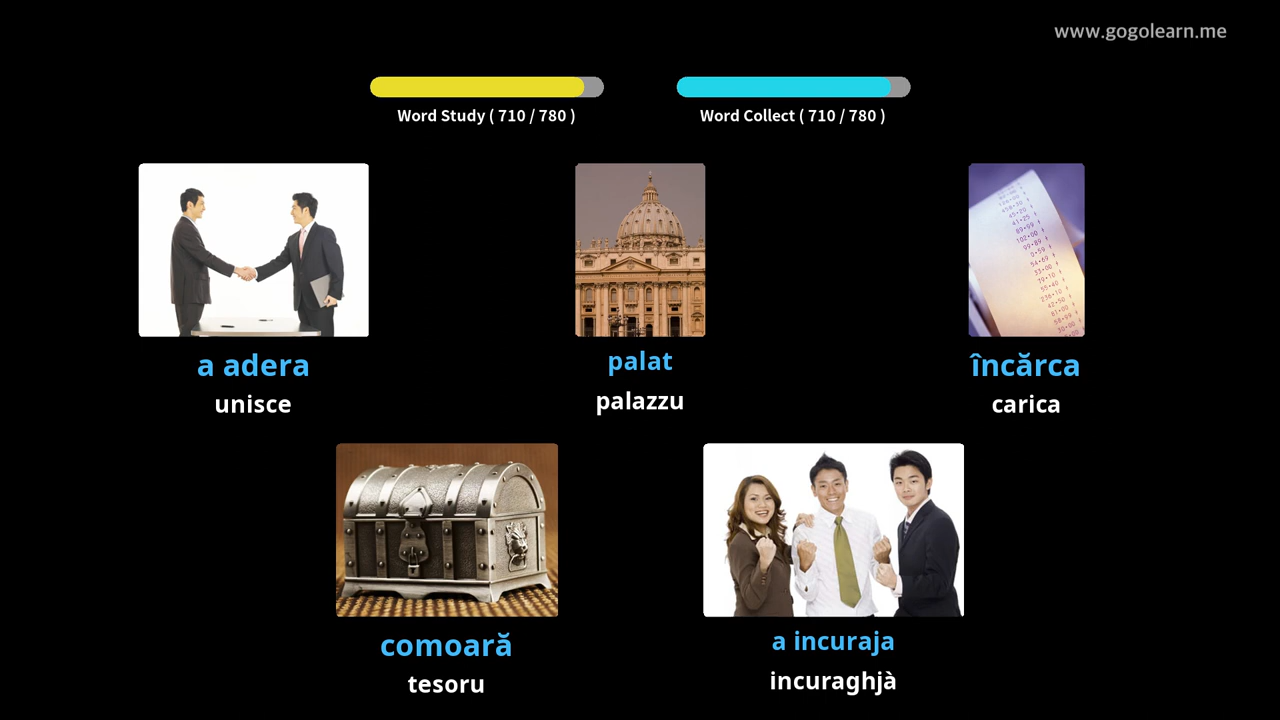 www.gogolearn.me
Word Study ( 710 / 780 )
Word Collect ( 710 / 780 )
a adera
unisce
palat
palazzu
încărca
carica
comoară
tesoru
a incuraja
incuraghjà